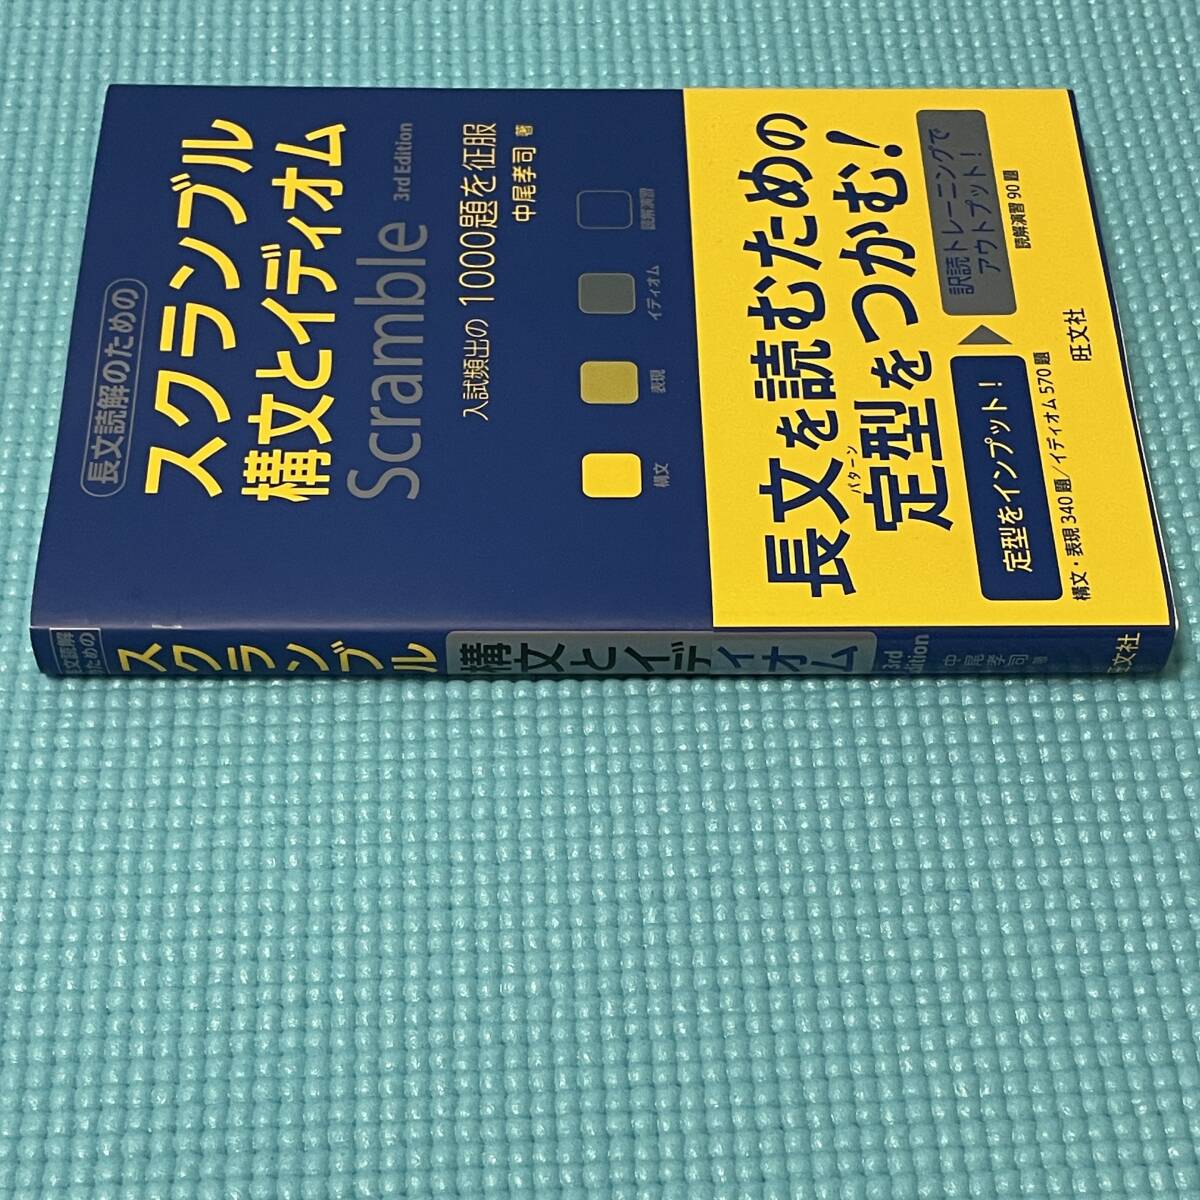 長文読解のための
スクランブル
構文とイディオム
Scramble 3rd Edition
入試頻出の1000題を征服
中尾孝司 著
構文 表現 イディオム 読解演習
長文を読むための
定型をつかむ!
パターン
定型をインプット!
訳読トレーニングで
アウトプット!
構文・表現340題/イディオム570題
読解演習90題
旺文社
文読解
ための
スクランブル
構文とイディオム
3rd
Edition
中尾孝司 著
旺文社